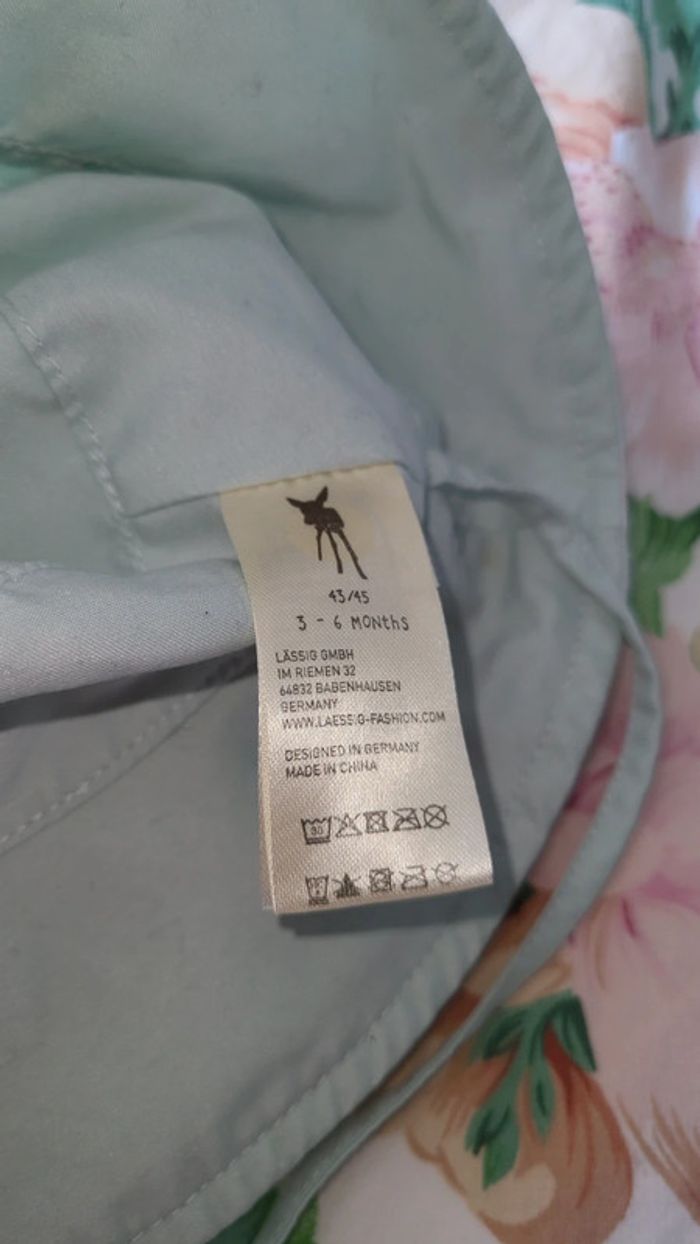 43/45
3 - 6 MONthS
LÄSSIG GMBH
IM RIEMEN 32
64832 BABENHAUSEN
GERMANY
WWW.LAESSIG-FASHION.COM
DESIGNED IN GERMANY
MADE IN CHINA
30